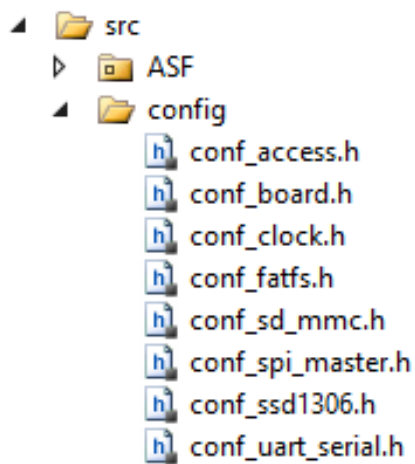 src
ASF
config
conf_access.h
conf_board.h
conf_clock.h
conf_fatfs.h
conf_sd_mmc.h
conf_spi_master.h
conf_ssd1306.h
conf_uart_serial.h